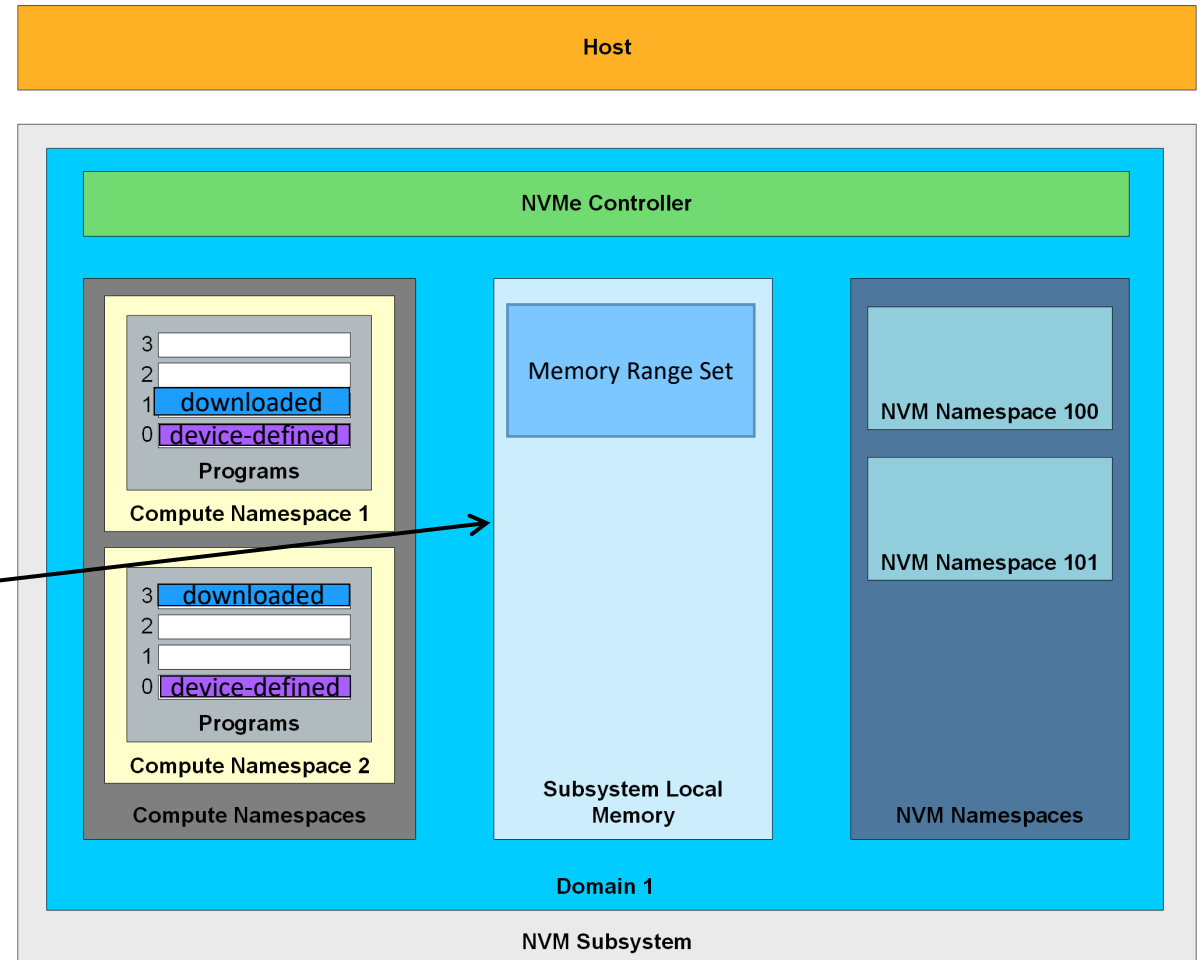 Host
NVMe Controller
3
2
1 downloaded
0 device-defined
Programs
Compute Namespace 1
3 downloaded
2
1
0 device-defined
Programs
Compute Namespace 2
Compute Namespaces
Memory Range Set
Subsystem Local
Memory
NVM Namespace 100
NVM Namespace 101
NVM Namespaces
Domain 1
NVM Subsystem